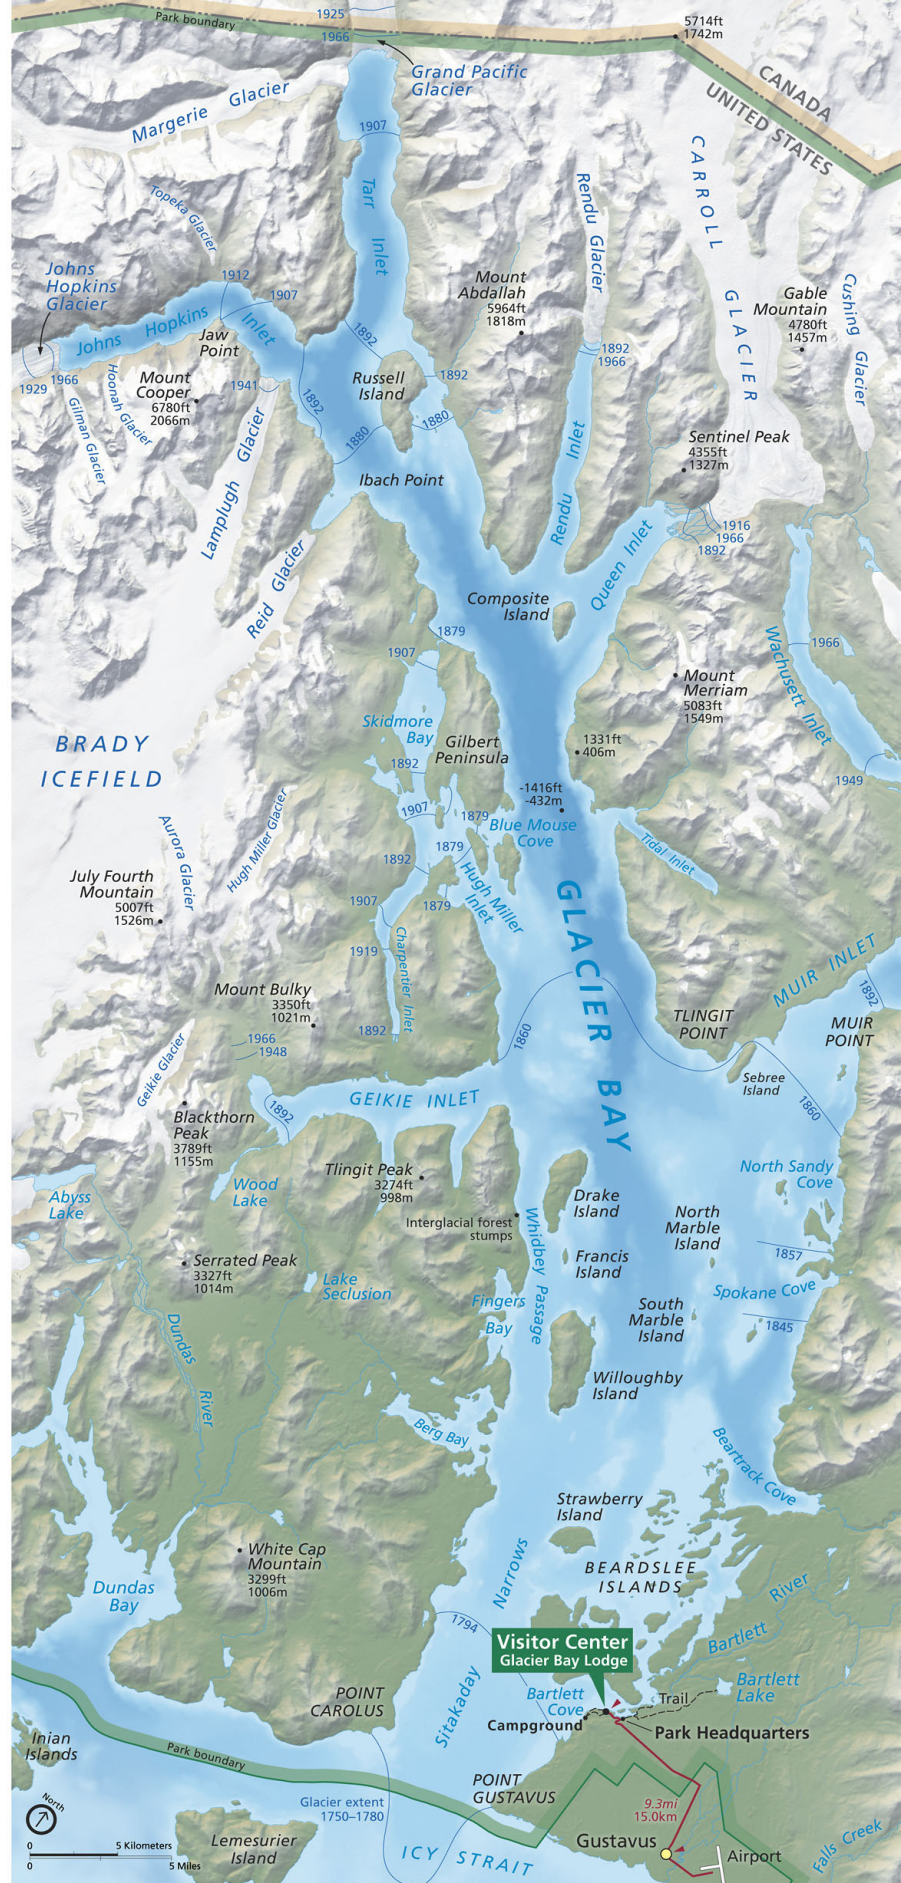 1925
Park boundary
1966
5714ft
1742m
Grand Pacific
Glacier
CANADA
UNITED STATES
Margerie Glacier
1907
CARROLL
GLACIER
Tarr
Inlet
Rendu Glacier
Topeka Glacier
Johns
Hopkins
Glacier
1912
1907
Mount
Abdallah
5964ft
1818m
Gable
Mountain
4780ft
1457m
Cushing Glacier
Johns Hopkins
Inlet
Jaw
Point
1892
1892
1966
1929
1966
Hoonah Glacier
Gilman Glacier
Mount
Cooper
6780ft
2066m
1941
1892
Russell
Island
1892
1880
1880
Lamplugh Glacier
Sentinel Peak
4355ft
1327m
Ibach Point
Rendu Inlet
Reid Glacier
1916
1966
1892
Queen Inlet
Composite
Island
1879
1907
1966
Wachusett Inlet
Mount
Merriam
5083ft
1549m
BRADY
ICEFIELD
Skidmore
Bay
Gilbert
Peninsula
1331ft
406m
1892
1949
-1416ft
-432m
1907
1879
Blue Mouse
Cove
Hugh Miller Glacier
Aurora Glacier
1879
Tidal Inlet
1892
July Fourth
Mountain
5007ft
1526m
Hugh Miller
Inlet
1907
1879
GLACIER BAY
1919
Charpentier Inlet
MUIR INLET
Mount Bulky
3350ft
1021m
1892
TLINGIT
POINT
MUIR
POINT
1892
1966
1948
1860
Geikie Glacier
Sebree
Island
1860
GEIKIE INLET
1892
Blackthorn
Peak
3789ft
1155m
Tlingit Peak
3274ft
998m
Abyss
Lake
Wood
Lake
North Sandy
Cove
Drake
Island
North
Marble
Island
Interglacial forest
stumps
Whidbey Passage
1857
Serrated Peak
3327ft
1014m
Francis
Island
Lake
Seclusion
Spokane Cove
Fingers
Bay
South
Marble
Island
1845
Dundas
River
Willoughby
Island
Berg Bay
Beartrack Cove
Strawberry
Island
White Cap
Mountain
3299ft
1006m
BEARDSLEE
ISLANDS
Dundas
Bay
Sitakaday
Narrows
1794
Bartlett
River
Visitor Center
Glacier Bay Lodge
POINT
CAROLUS
Bartlett
Cove
Trail
Bartlett
Lake
Campground
Park Headquarters
Inian
Islands
Park boundary
POINT
GUSTAVUS
Glacier extent
1750–1780
9.3mi
15.0km
North
0
5 Kilometers
0
5 Miles
Lemesurier
Island
ICY STRAIT
Gustavus
Airport
Falls Creek